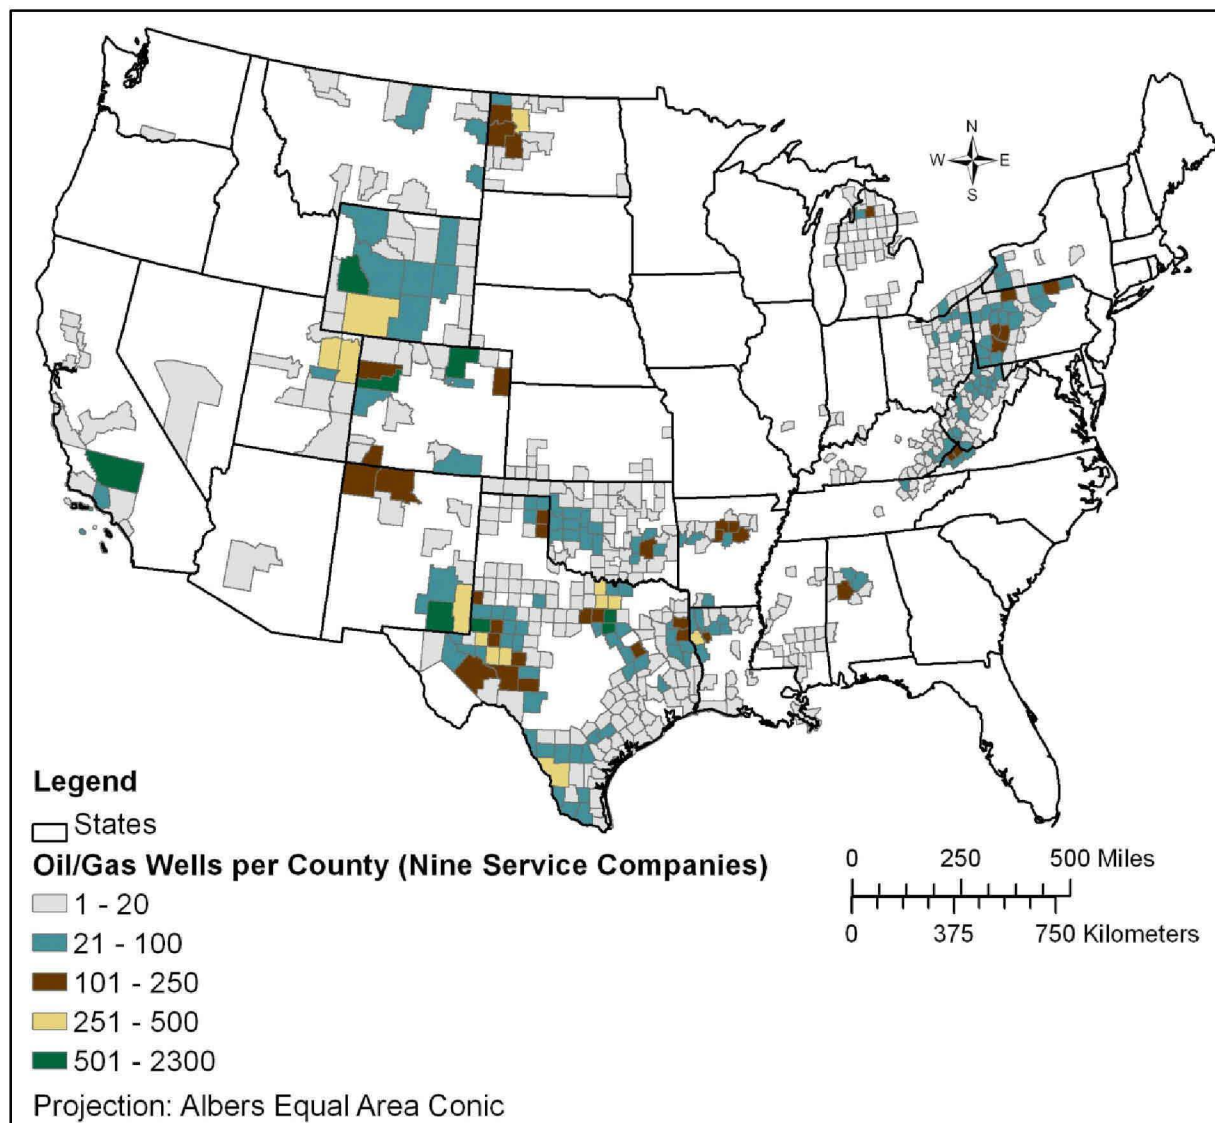 N
W E
S
Legend
States
Oil/Gas Wells per County (Nine Service Companies)
1 - 20
21 - 100
101 - 250
251 - 500
501 - 2300
Projection: Albers Equal Area Conic
0 250 500 Miles
0 375 750 Kilometers